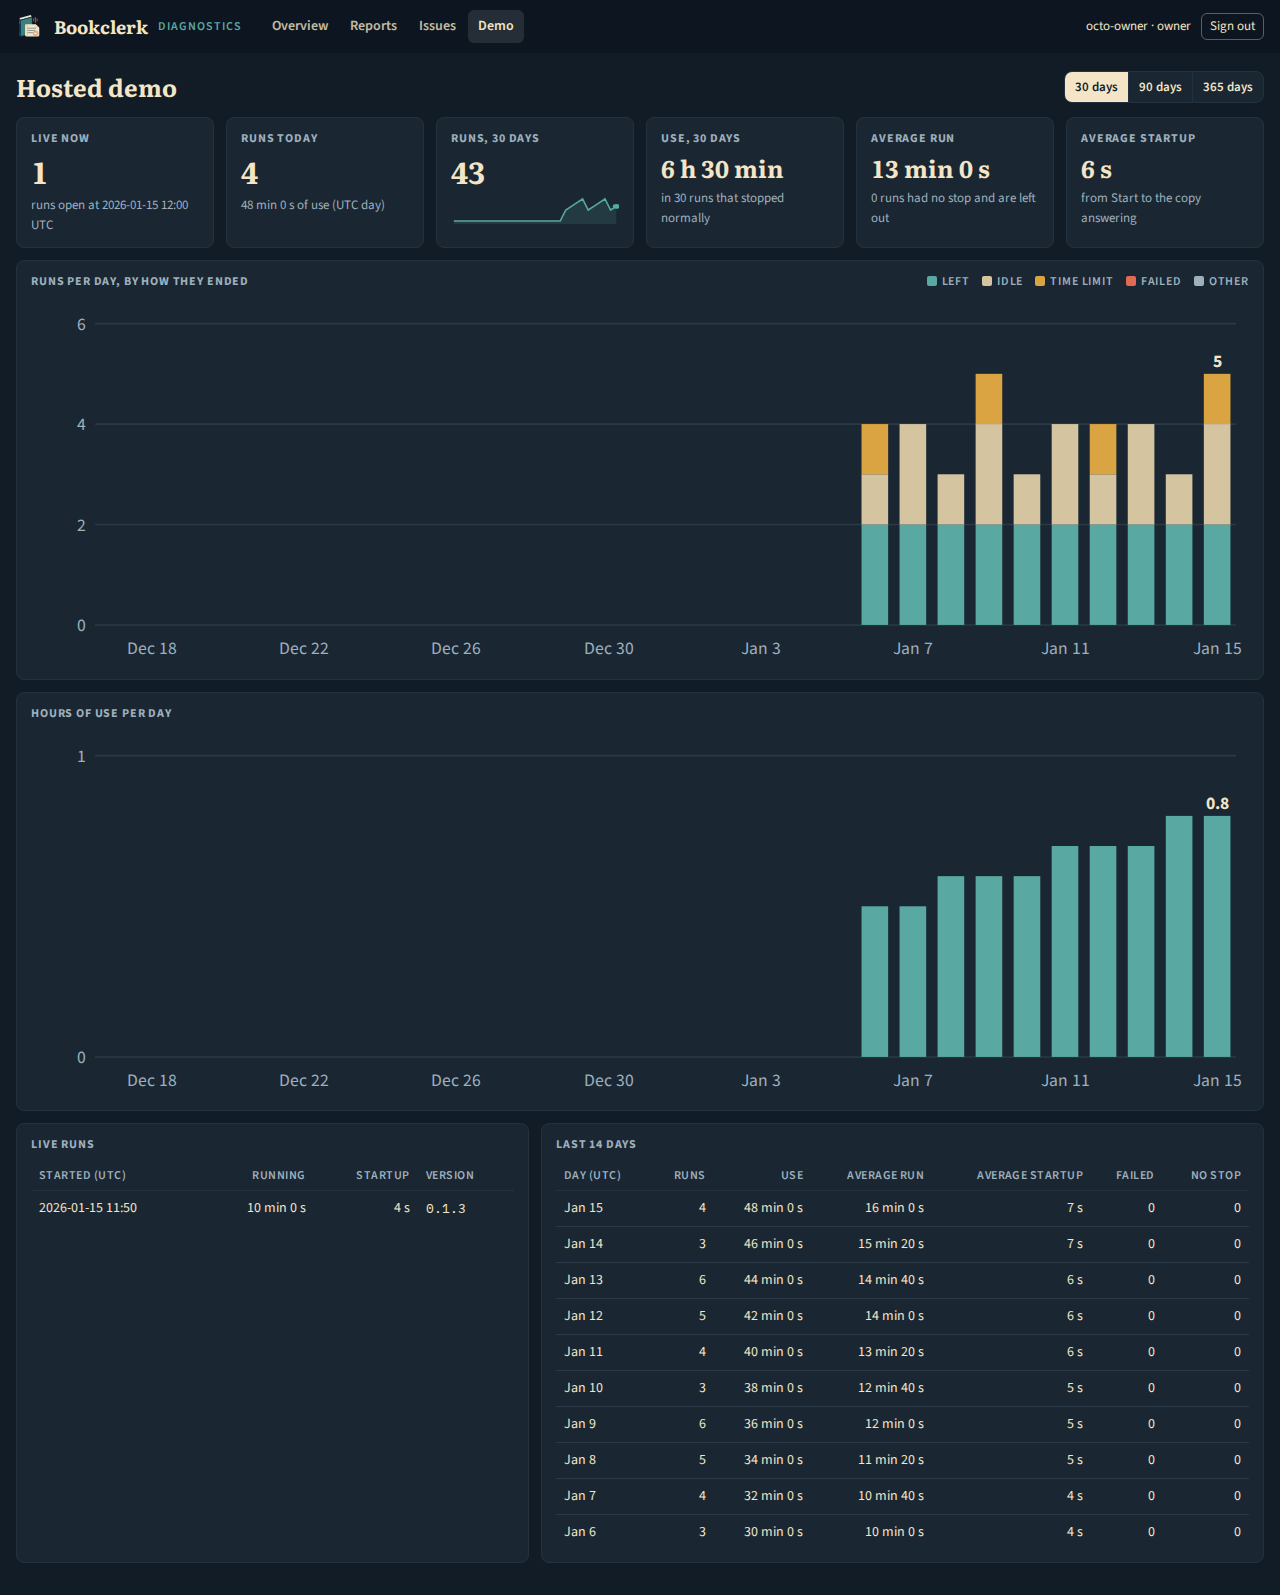 Bookclerk DIAGNOSTICS Overview Reports Issues Demo octo-owner · owner Sign out
Hosted demo 30 days 90 days 365 days
LIVE NOW
1
runs open at 2026-01-15 12:00
UTC
RUNS TODAY
4
48 min 0 s of use (UTC day)
RUNS, 30 DAYS
43
USE, 30 DAYS
6 h 30 min
in 30 runs that stopped
normally
AVERAGE RUN
13 min 0 s
0 runs had no stop and are left
out
AVERAGE STARTUP
6 s
from Start to the copy
answering
RUNS PER DAY, BY HOW THEY ENDED LEFT IDLE TIME LIMIT FAILED OTHER
6
5
4
2
0
Dec 18 Dec 22 Dec 26 Dec 30 Jan 3 Jan 7 Jan 11 Jan 15
HOURS OF USE PER DAY
1
0.8
0
Dec 18 Dec 22 Dec 26 Dec 30 Jan 3 Jan 7 Jan 11 Jan 15
LIVE RUNS
STARTED (UTC) RUNNING STARTUP VERSION
2026-01-15 11:50 10 min 0 s 4 s 0.1.3
LAST 14 DAYS
DAY (UTC) RUNS USE AVERAGE RUN AVERAGE STARTUP FAILED NO STOP
Jan 15 4 48 min 0 s 16 min 0 s 7 s 0 0
Jan 14 3 46 min 0 s 15 min 20 s 7 s 0 0
Jan 13 6 44 min 0 s 14 min 40 s 6 s 0 0
Jan 12 5 42 min 0 s 14 min 0 s 6 s 0 0
Jan 11 4 40 min 0 s 13 min 20 s 6 s 0 0
Jan 10 3 38 min 0 s 12 min 40 s 5 s 0 0
Jan 9 6 36 min 0 s 12 min 0 s 5 s 0 0
Jan 8 5 34 min 0 s 11 min 20 s 5 s 0 0
Jan 7 4 32 min 0 s 10 min 40 s 4 s 0 0
Jan 6 3 30 min 0 s 10 min 0 s 4 s 0 0